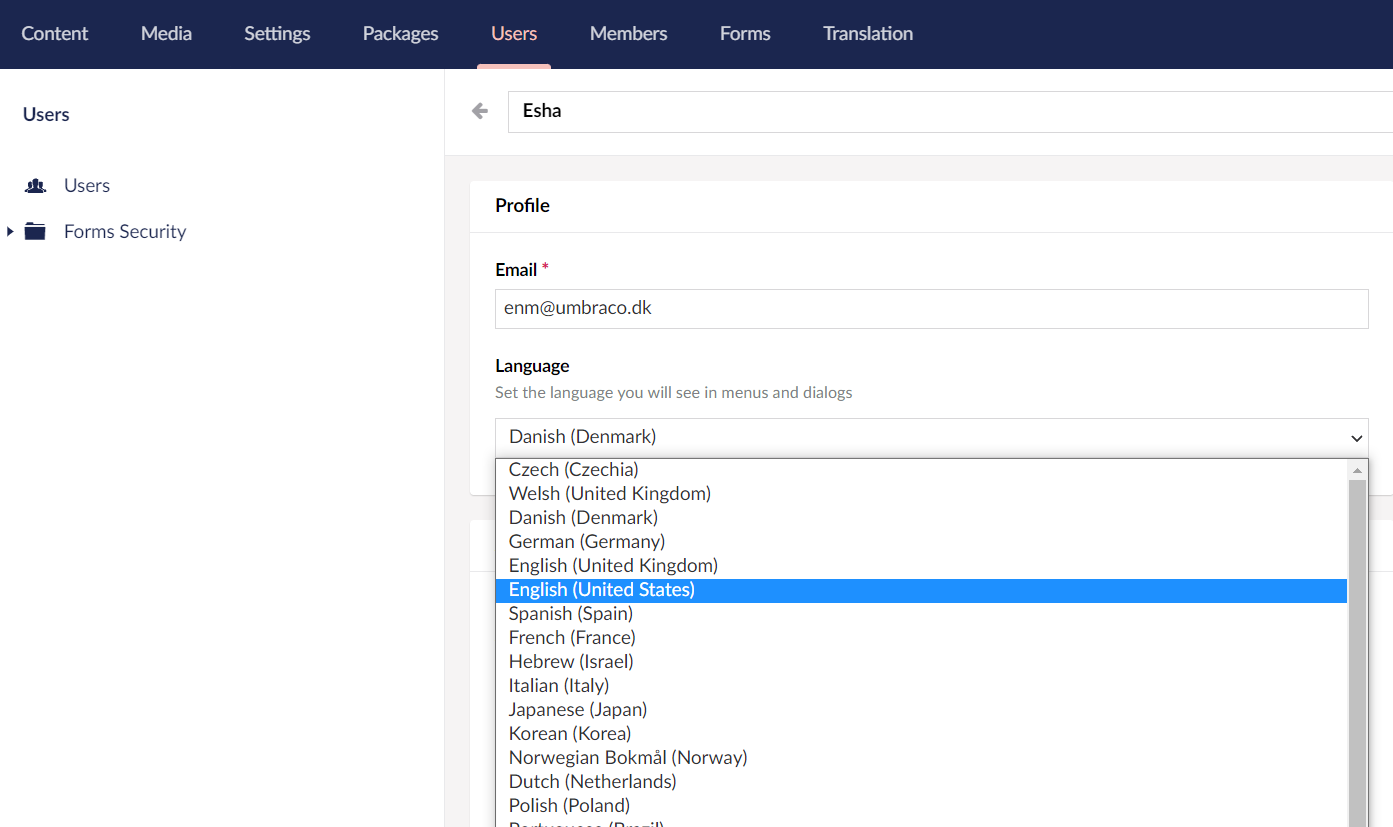 Content Media Settings Packages Users Members Forms Translation
Users
Users
Forms Security
Esha
Profile
Email *
enm@umbraco.dk
Language
Set the language you will see in menus and dialogs
Danish (Denmark)
Czech (Czechia)
Welsh (United Kingdom)
Danish (Denmark)
German (Germany)
English (United Kingdom)
English (United States)
Spanish (Spain)
French (France)
Hebrew (Israel)
Italian (Italy)
Japanese (Japan)
Korean (Korea)
Norwegian Bokmål (Norway)
Dutch (Netherlands)
Polish (Poland)
Portuguese (Brazil)